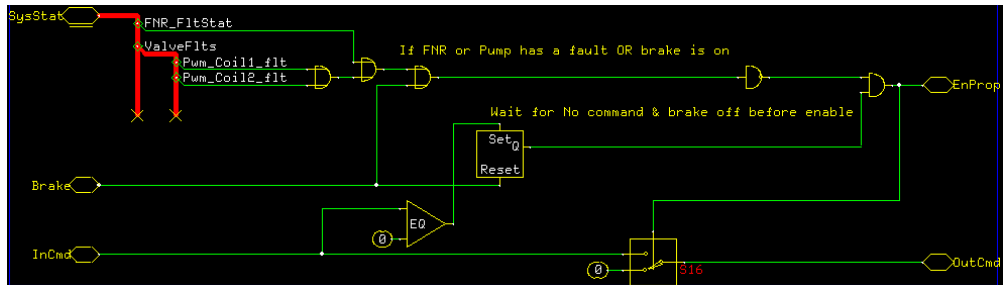 SysStat
FNR_FltStat
ValveFlts
Pwm_Coil1_flt
Pwm_Coil2_flt
If FNR or Pump has a fault OR brake is on
EnProp
Wait for No command & brake off before enable
Set
Q
Reset
Brake
EQ
0
InCmd
0
S16
OutCmd